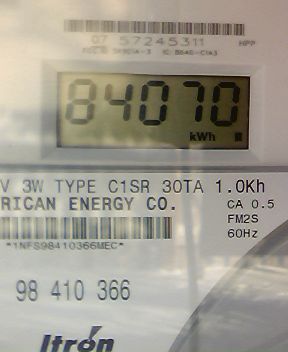 07 57245311 HPP
84070
kWh
V 3W TYPE C1SR 30TA 1.0Kh
RICAN ENERGY CO. CA 0.5
FM2S
*1NFS98410366MEC* 60Hz
98 410 366
Itron